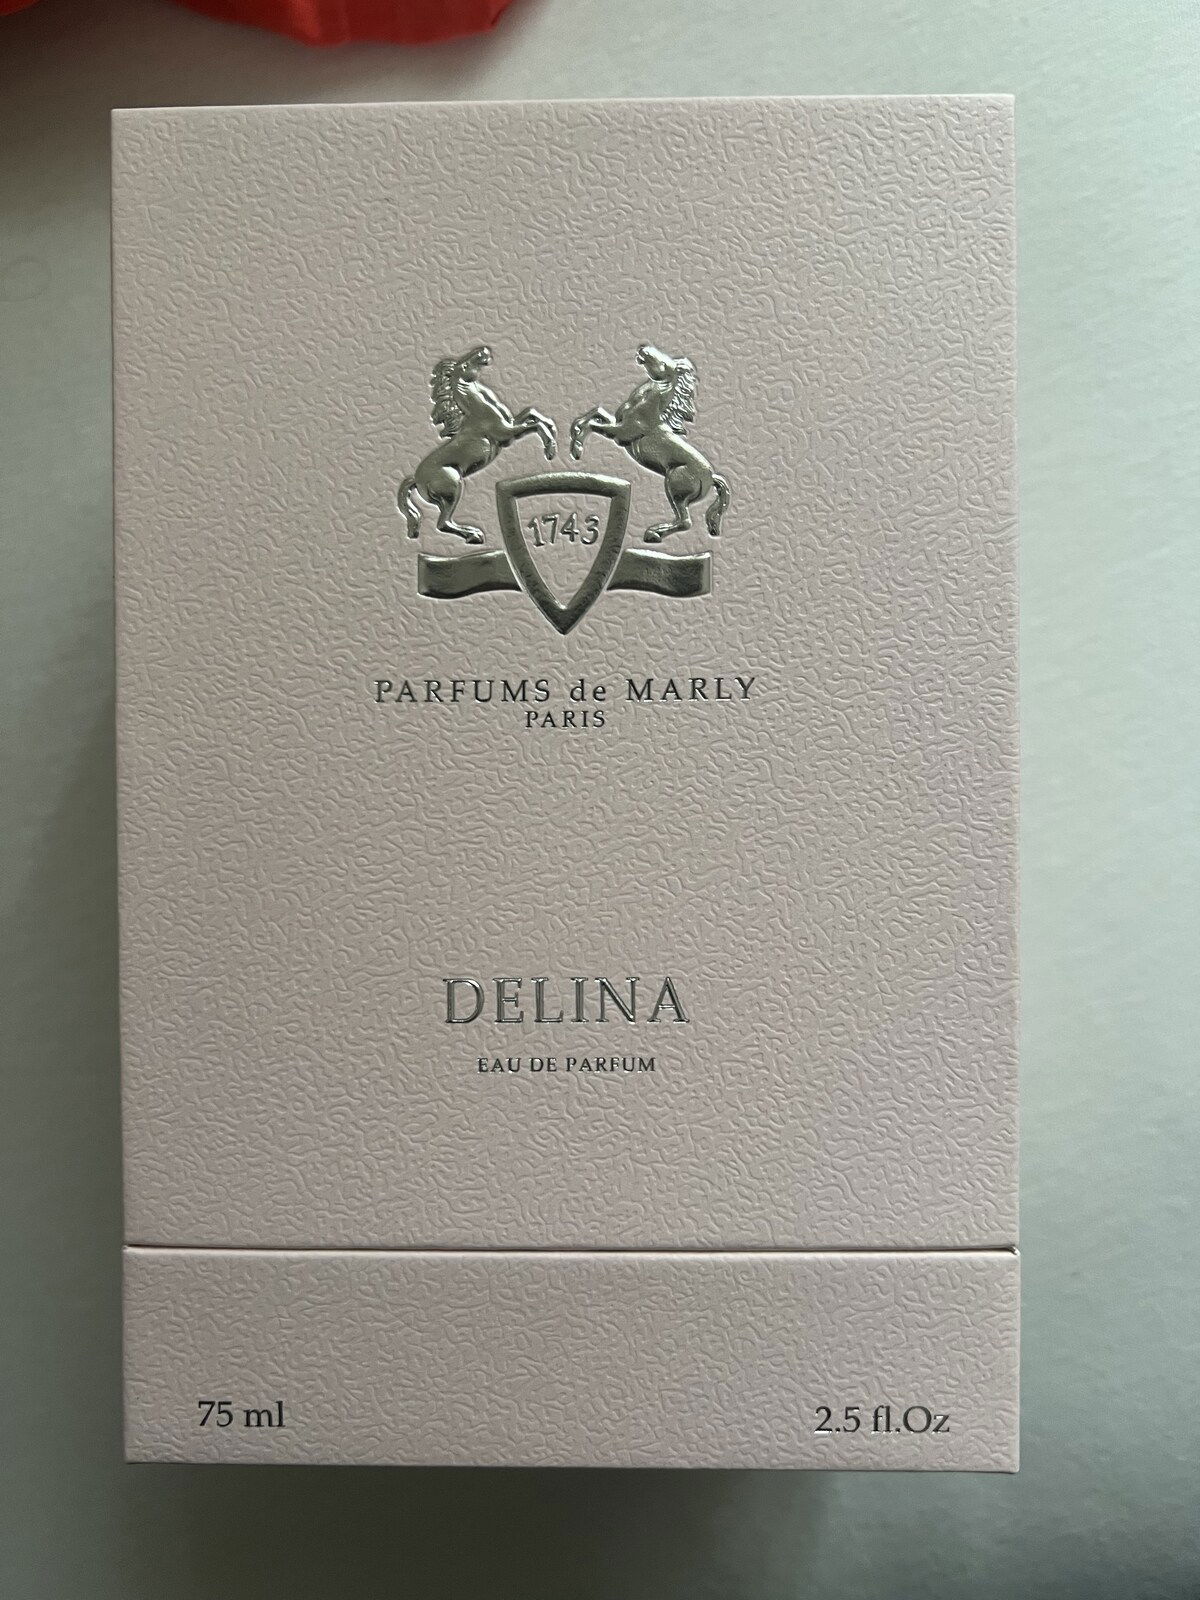 1743
PARFUMS de MARLY
PARIS
DELINA
EAU DE PARFUM
75 ml
2.5 fl.Oz